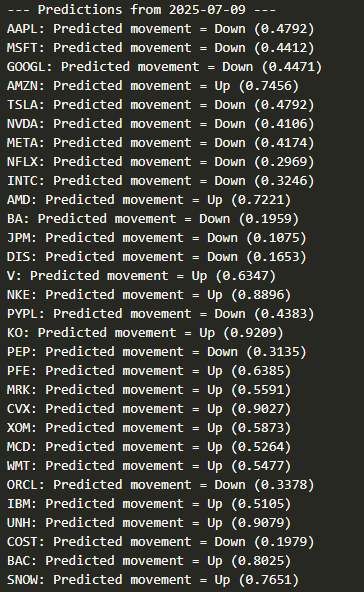 --- Predictions from 2025-07-09 ---
AAPL: Predicted movement = Down (0.4792)
MSFT: Predicted movement = Down (0.4412)
GOOGL: Predicted movement = Down (0.4471)
AMZN: Predicted movement = Up (0.7456)
TSLA: Predicted movement = Down (0.4792)
NVDA: Predicted movement = Down (0.4106)
META: Predicted movement = Down (0.4174)
NFLX: Predicted movement = Down (0.2969)
INTC: Predicted movement = Down (0.3246)
AMD: Predicted movement = Up (0.7221)
BA: Predicted movement = Down (0.1959)
JPM: Predicted movement = Down (0.1075)
DIS: Predicted movement = Down (0.1653)
V: Predicted movement = Up (0.6347)
NKE: Predicted movement = Up (0.8896)
PYPL: Predicted movement = Down (0.4383)
KO: Predicted movement = Up (0.9209)
PEP: Predicted movement = Down (0.3135)
PFE: Predicted movement = Up (0.6385)
MRK: Predicted movement = Up (0.5591)
CVX: Predicted movement = Up (0.9027)
XOM: Predicted movement = Up (0.5873)
MCD: Predicted movement = Up (0.5264)
WMT: Predicted movement = Up (0.5477)
ORCL: Predicted movement = Down (0.3378)
IBM: Predicted movement = Up (0.5105)
UNH: Predicted movement = Up (0.9079)
COST: Predicted movement = Down (0.1979)
BAC: Predicted movement = Up (0.8025)
SNOW: Predicted movement = Up (0.7651)